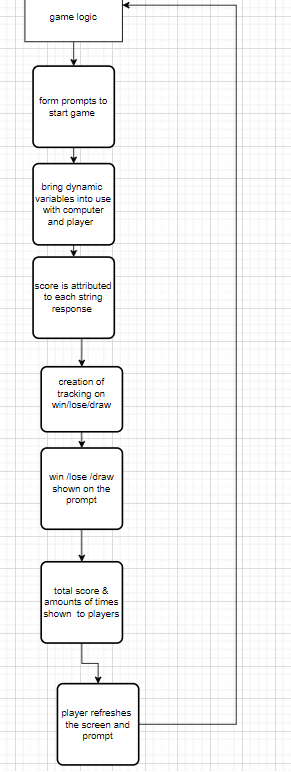 game logic
form prompts to
start game
bring dynamic
variables into use
with computer
and player
score is attributed
to each string
response
creation of
tracking on
win/lose/draw
win /lose /draw
shown on the
prompt
total score &
amounts of times
shown to players
player refreshes
the screen and
prompt